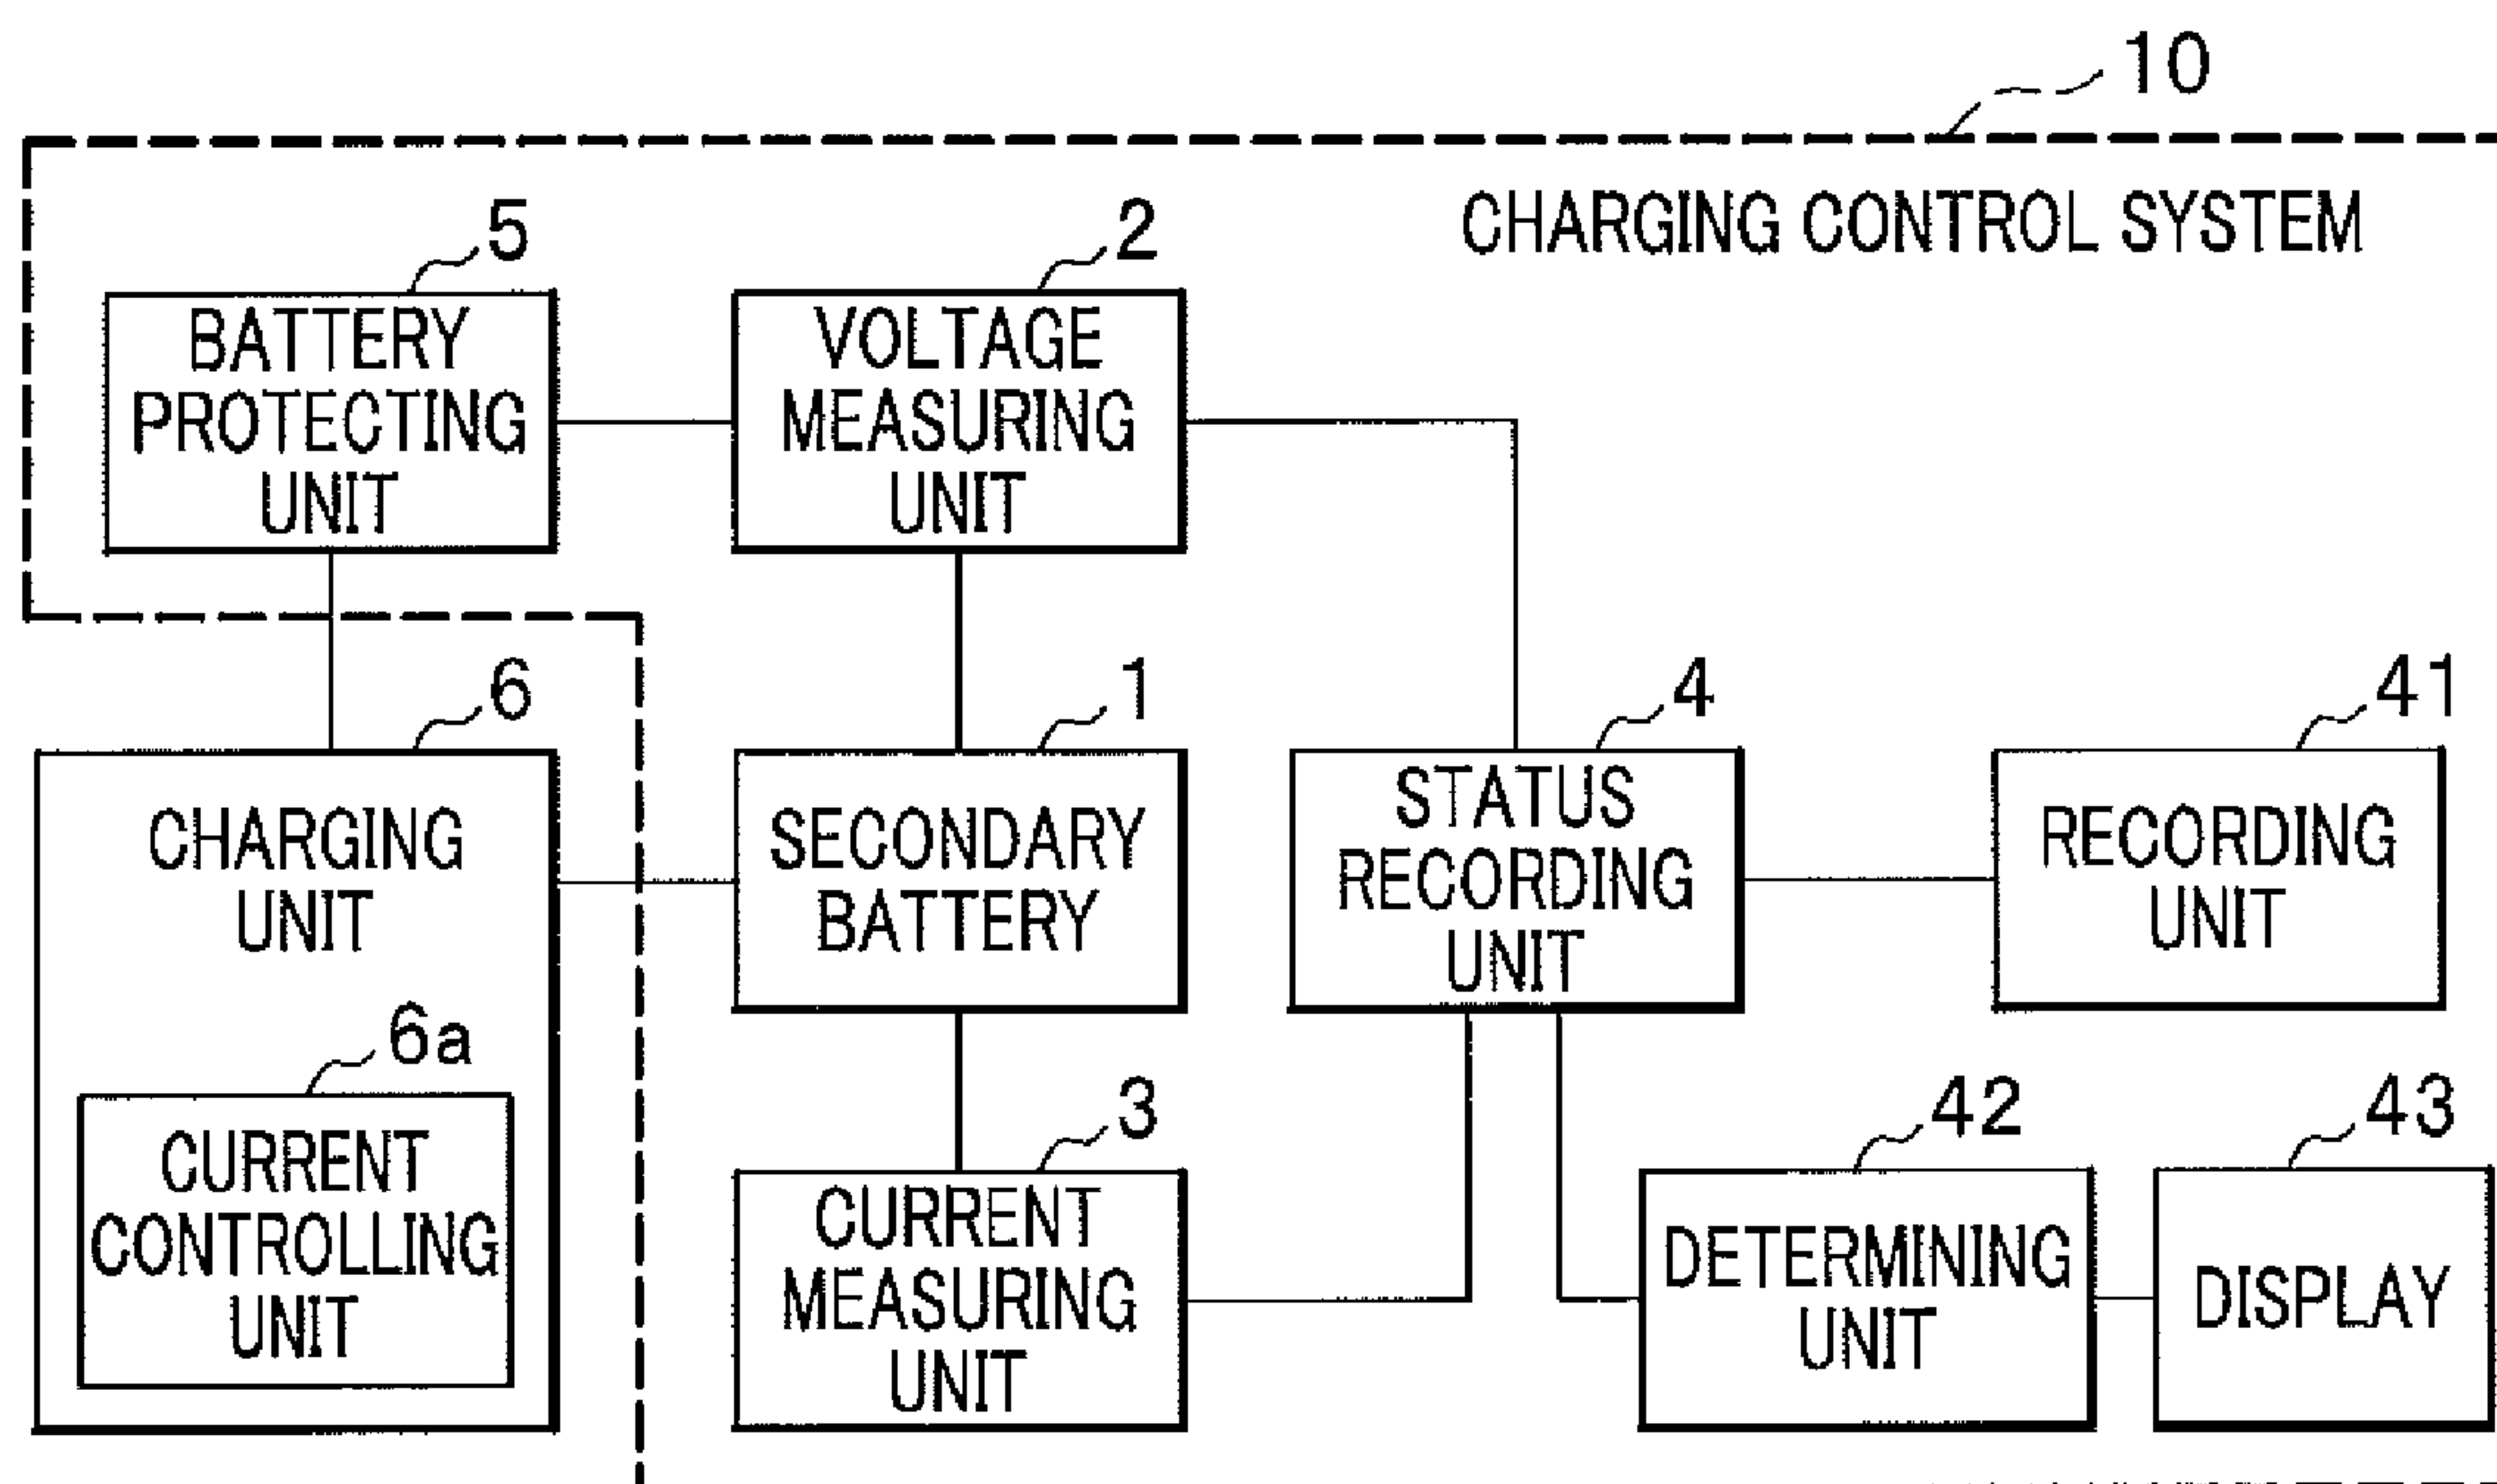 10
CHARGING CONTROL SYSTEM
5
BATTERY
PROTECTING
UNIT
2
VOLTAGE
MEASURING
UNIT
6
CHARGING
UNIT
6a
CURRENT
CONTROLLING
UNIT
1
SECONDARY
BATTERY
4
STATUS
RECORDING
UNIT
41
RECORDING
UNIT
3
CURRENT
MEASURING
UNIT
42
DETERMINING
UNIT
43
DISPLAY